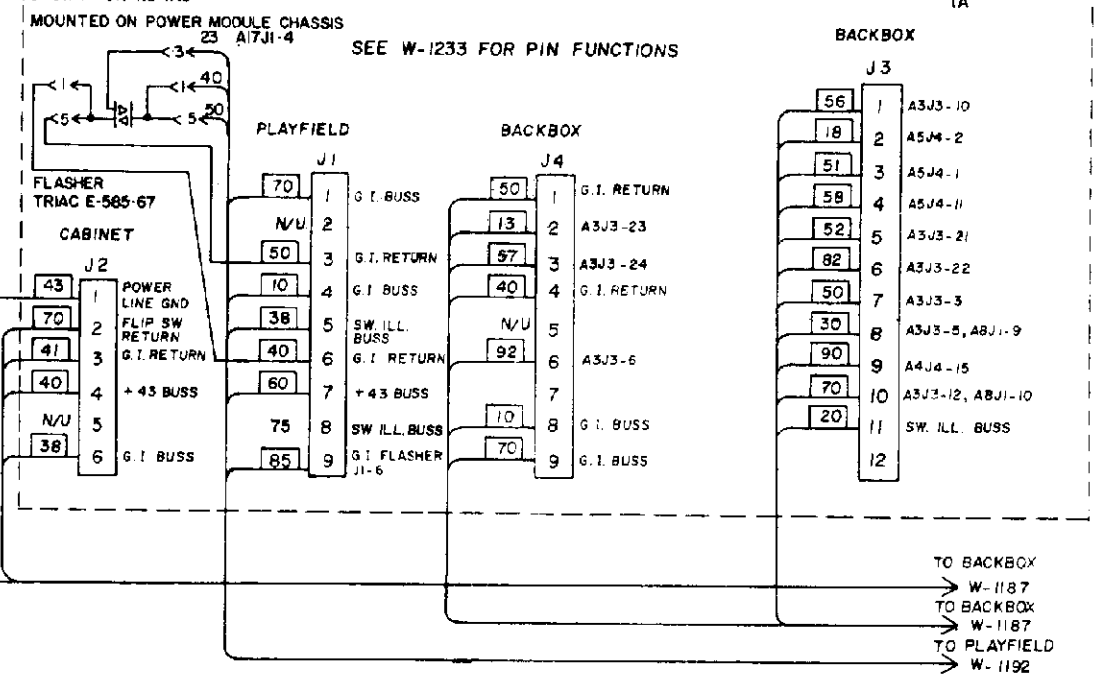 MOUNTED ON POWER MODULE CHASSIS
23 A17J1-4
3
SEE W-1233 FOR PIN FUNCTIONS
1A
BACKBOX
J3
1
1 40
5
5 50
FLASHER
TRIAC E-585-67
PLAYFIELD
J1
70 1 G.I. BUSS
N/U 2
50 3 G.I. RETURN
10 4 G.I BUSS
38 5 SW. ILL.
BUSS
40 6 G.I RETURN
60 7 +43 BUSS
75 8 SW ILL. BUSS
85 9 G.I FLASHER
J1-6
BACKBOX
J4
50 1 G.I. RETURN
13 2 A3J3-23
57 3 A3J3-24
40 4 G.I. RETURN
N/U 5
92 6 A3J3-6
7
10 8 G.I. BUSS
70 9 G.I. BUSS
56 1 A3J3-10
18 2 A5J4-2
51 3 A5J4-1
58 4 A5J4-11
52 5 A3J3-21
82 6 A3J3-22
50 7 A3J3-3
30 8 A3J3-5, A8J1-9
90 9 A4J4-15
70 10 A3J3-12, A8J1-10
20 11 SW. ILL. BUSS
12
CABINET
J2
43 1 POWER
LINE GND
70 2 FLIP SW
RETURN
41 3 G.I. RETURN
40 4 +43 BUSS
N/U 5
38 6 G.I BUSS
TO BACKBOX
W-1187
TO BACKBOX
W-1187
TO PLAYFIELD
W-1192